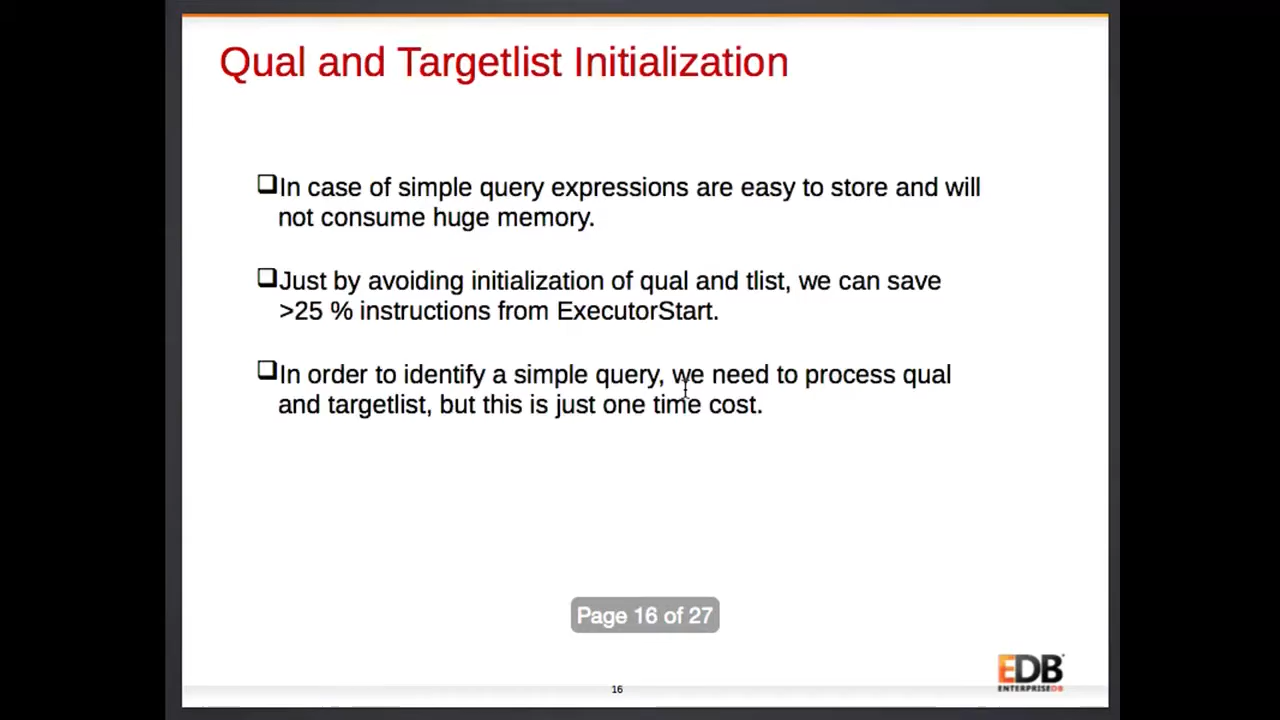 Qual and Targetlist Initialization
In case of simple query expressions are easy to store and will
not consume huge memory.
Just by avoiding initialization of qual and tlist, we can save
>25 % instructions from ExecutorStart.
In order to identify a simple query, we need to process qual
and targetlist, but this is just one time cost.
Page 16 of 27
EDB
ENTERPRISEDB
16